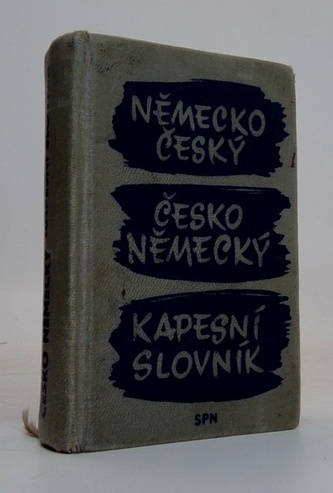 NĚMECKO
ČESKÝ
ČESKO
NĚMECKÝ
KAPESNÍ
SLOVNÍK
SPN
ČESKO NĚMECKÝ